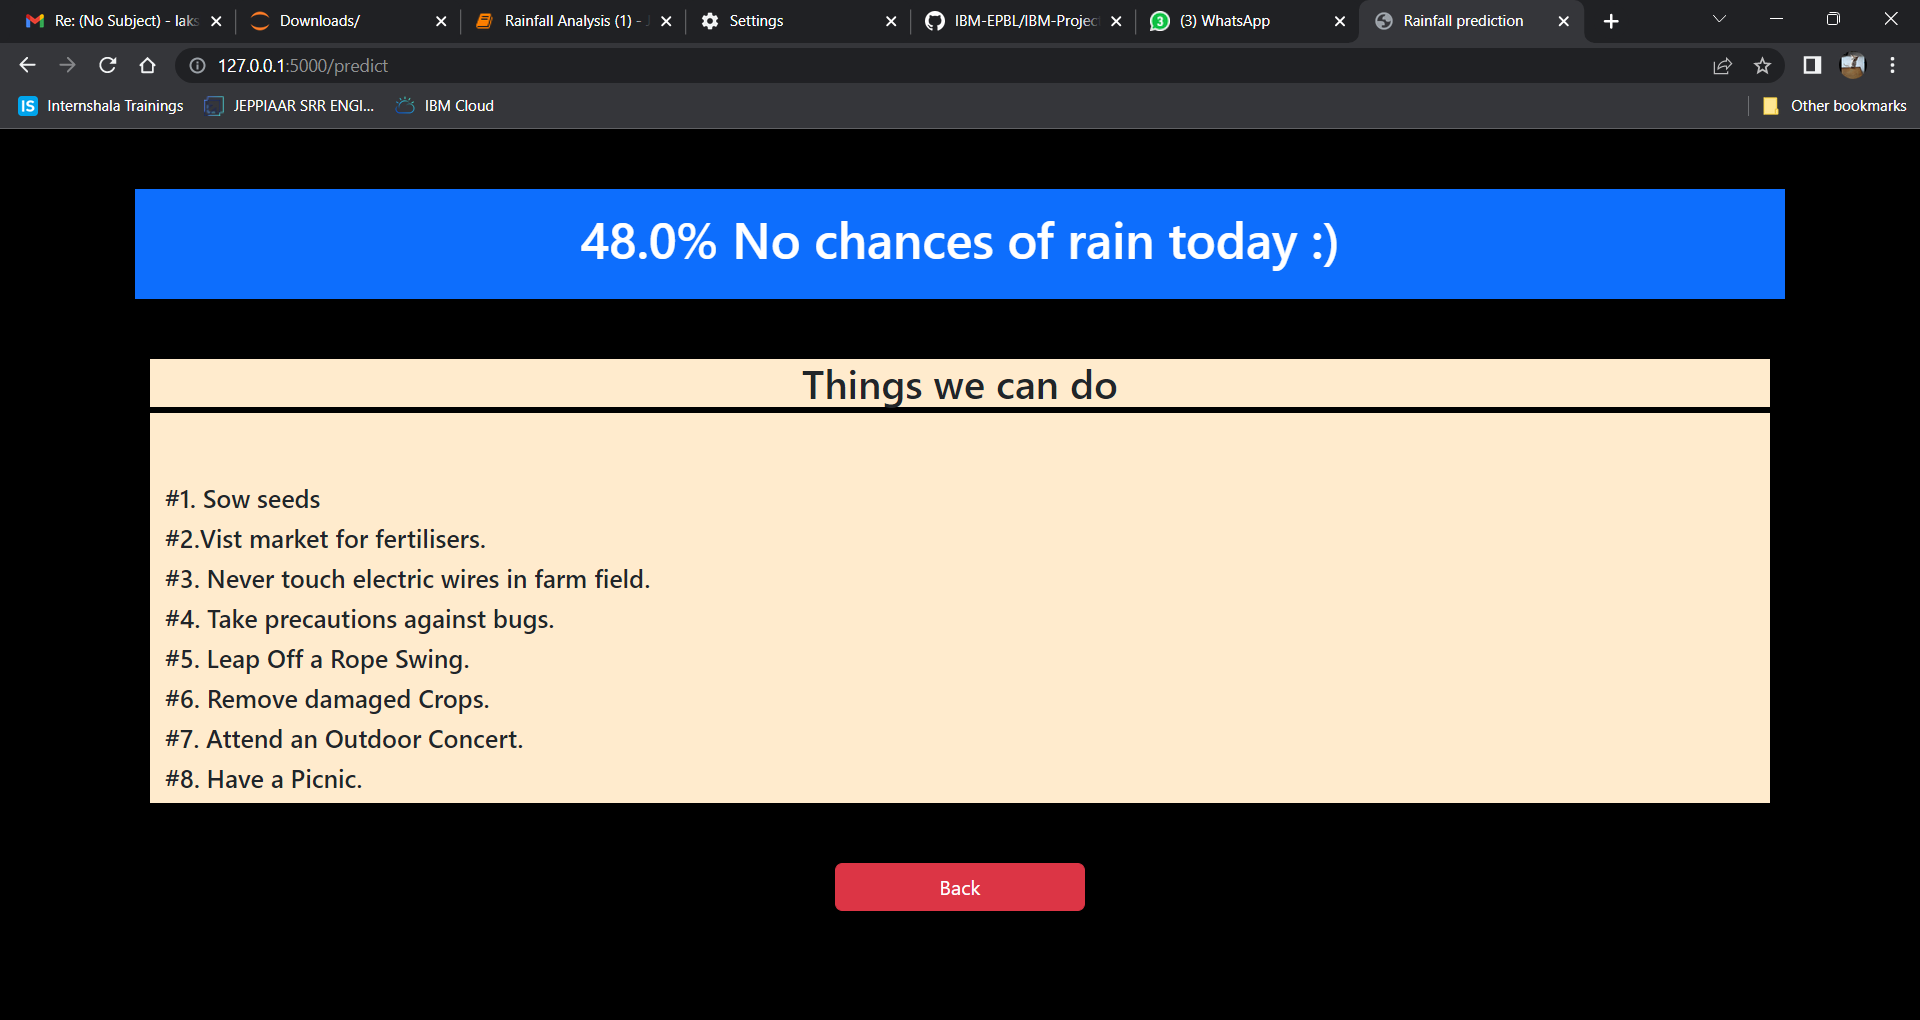 Re: (No Subject) - laks
Downloads/
Rainfall Analysis (1) - J
Settings
IBM-EPBL/IBM-Projec
3
(3) WhatsApp
Rainfall prediction
127.0.0.1:5000/predict
IS Internshala Trainings
JEPPIAAR SRR ENGI...
IBM Cloud
Other bookmarks
48.0% No chances of rain today :)
Things we can do
#1. Sow seeds
#2.Vist market for fertilisers.
#3. Never touch electric wires in farm field.
#4. Take precautions against bugs.
#5. Leap Off a Rope Swing.
#6. Remove damaged Crops.
#7. Attend an Outdoor Concert.
#8. Have a Picnic.
Back